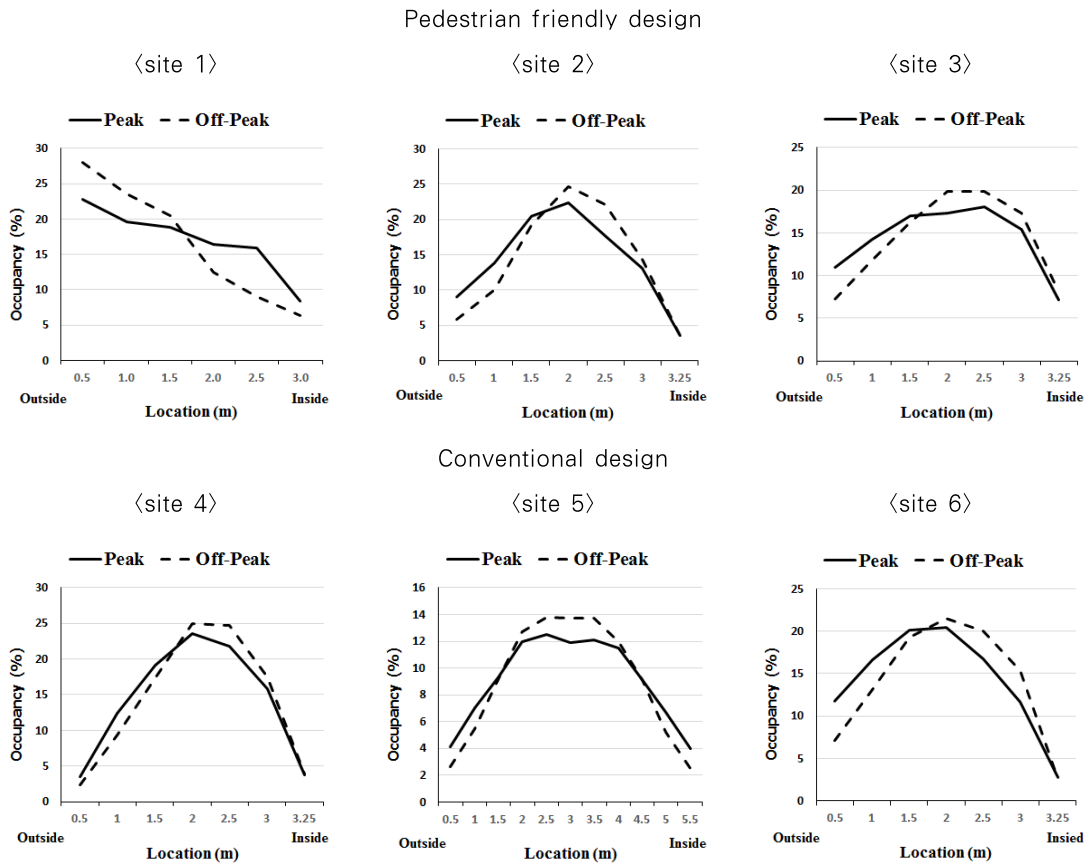 Pedestrian friendly design
〈site 1〉 〈site 2〉 〈site 3〉
Peak Off-Peak
30
25
20
15
10
5
0
Occupancy (%)
0.5 1.0 1.5 2.0 2.5 3.0
Outside Inside
Location (m)
Peak Off-Peak
30
25
20
15
10
5
0
Occupancy (%)
0.5 1 1.5 2 2.5 3 3.25
Outside Inside
Location (m)
Peak Off-Peak
25
20
15
10
5
0
Occupancy (%)
0.5 1 1.5 2 2.5 3 3.25
Outside Inside
Location (m)
Conventional design
〈site 4〉 〈site 5〉 〈site 6〉
Peak Off-Peak
30
25
20
15
10
5
0
Occupancy (%)
0.5 1 1.5 2 2.5 3 3.25
Outside Inside
Location (m)
Peak Off-Peak
16
14
12
10
8
6
4
2
0
Occupancy (%)
0.5 1 1.5 2 2.5 3 3.5 4 4.5 5 5.5
Outside Inside
Location (m)
Peak Off-Peak
25
20
15
10
5
0
Occupancy (%)
0.5 1 1.5 2 2.5 3 3.25
Outside Insied
Location (m)